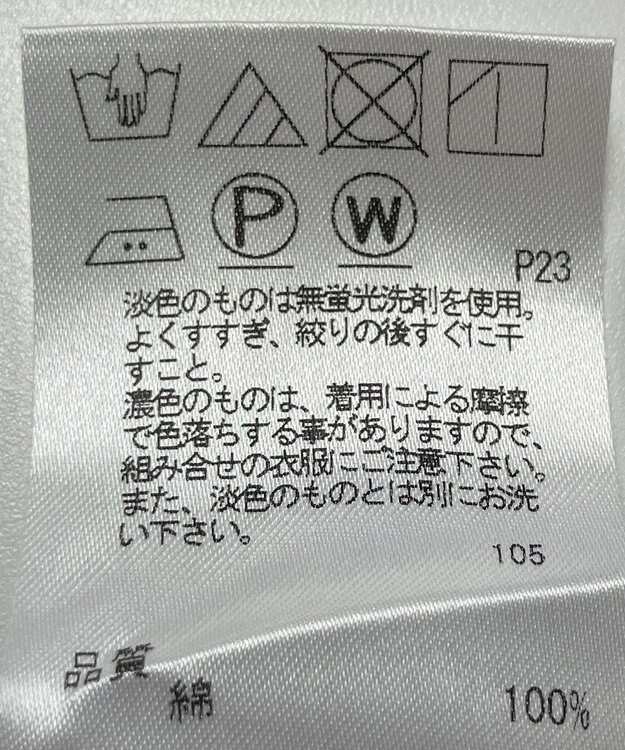 P W
P23
淡色のものは無蛍光洗剤を使用。
よくすすぎ、絞りの後すぐに干
すこと。
濃色のものは、着用による摩擦
で色落ちする事がありますので、
組み合せの衣服にご注意下さい。
また、淡色のものとは別にお洗
い下さい。
105
品質
綿 100%